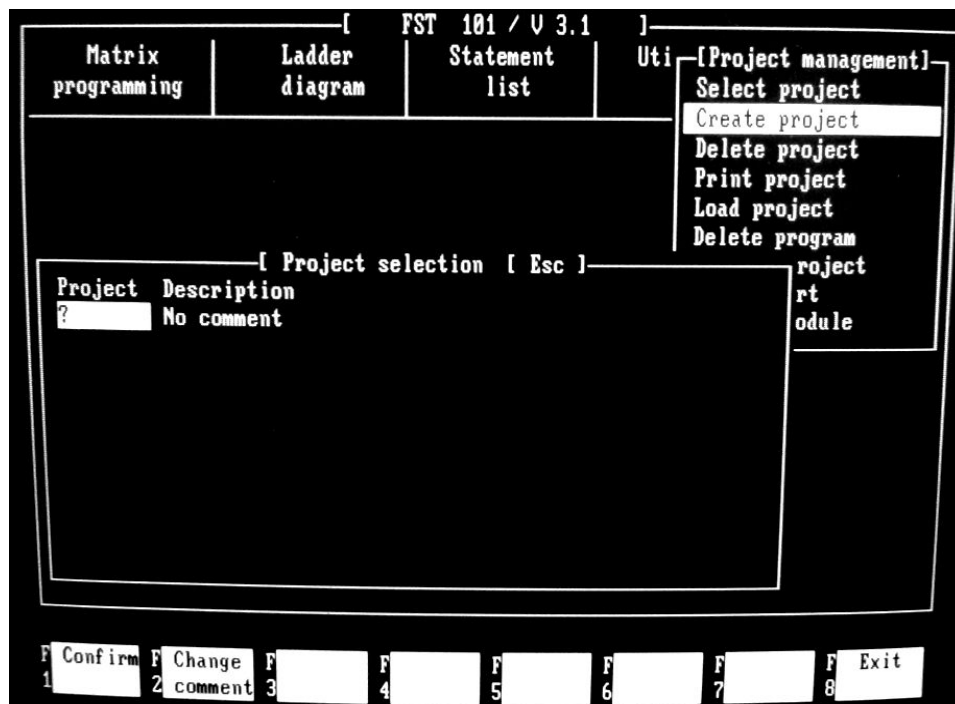 [ FST 101 / V 3.1 ]
Matrix programming
Ladder diagram
Statement list
Uti
[Project management]
Select project
Create project
Delete project
Print project
Load project
Delete program
roject
rt
odule
[ Project selection [ Esc ]
Project Description
? No comment
F1 Confirm
F2 Change comment
F3
F4
F5
F6
F7
F8 Exit